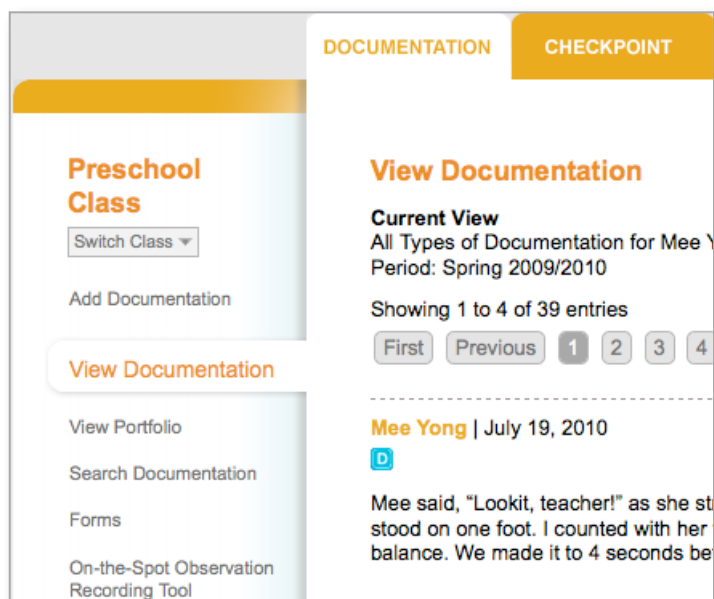 DOCUMENTATION
CHECKPOINT
Preschool
Class
Switch Class
Add Documentation
View Documentation
View Portfolio
Search Documentation
Forms
On-the-Spot Observation
Recording Tool
View Documentation
Current View
All Types of Documentation for Mee
Period: Spring 2009/2010
Showing 1 to 4 of 39 entries
First Previous 1 2 3 4
Mee Yong | July 19, 2010
D
Mee said, “Lookit, teacher!” as she
stood on one foot. I counted with her
balance. We made it to 4 seconds